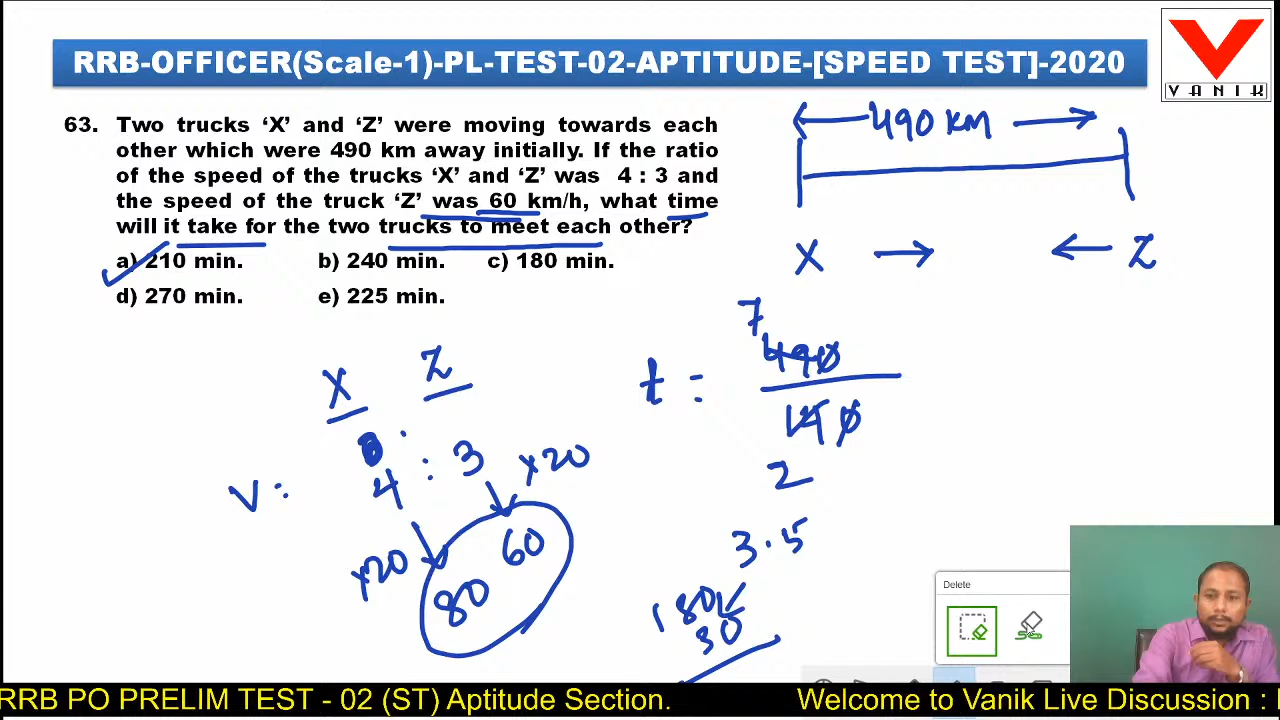 RRB-OFFICER(Scale-1)-PL-TEST-02-APTITUDE-[SPEED TEST]-2020
VANIK
63. Two trucks ‘X’ and ‘Z’ were moving towards each
other which were 490 km away initially. If the ratio
of the speed of the trucks ‘X’ and ‘Z’ was 4 : 3 and
the speed of the truck ‘Z’ was 60 km/h, what time
will it take for the two trucks to meet each other?
a) 210 min. b) 240 min. c) 180 min.
d) 270 min. e) 225 min.
490 KM
X → ← Z
X Z
V = 4 : 3 x20
x20 80 60
7
t = 490
140
2
3.5
180
30
Delete
RRB PO PRELIM TEST - 02 (ST) Aptitude Section. Welcome to Vanik Live Discussion :